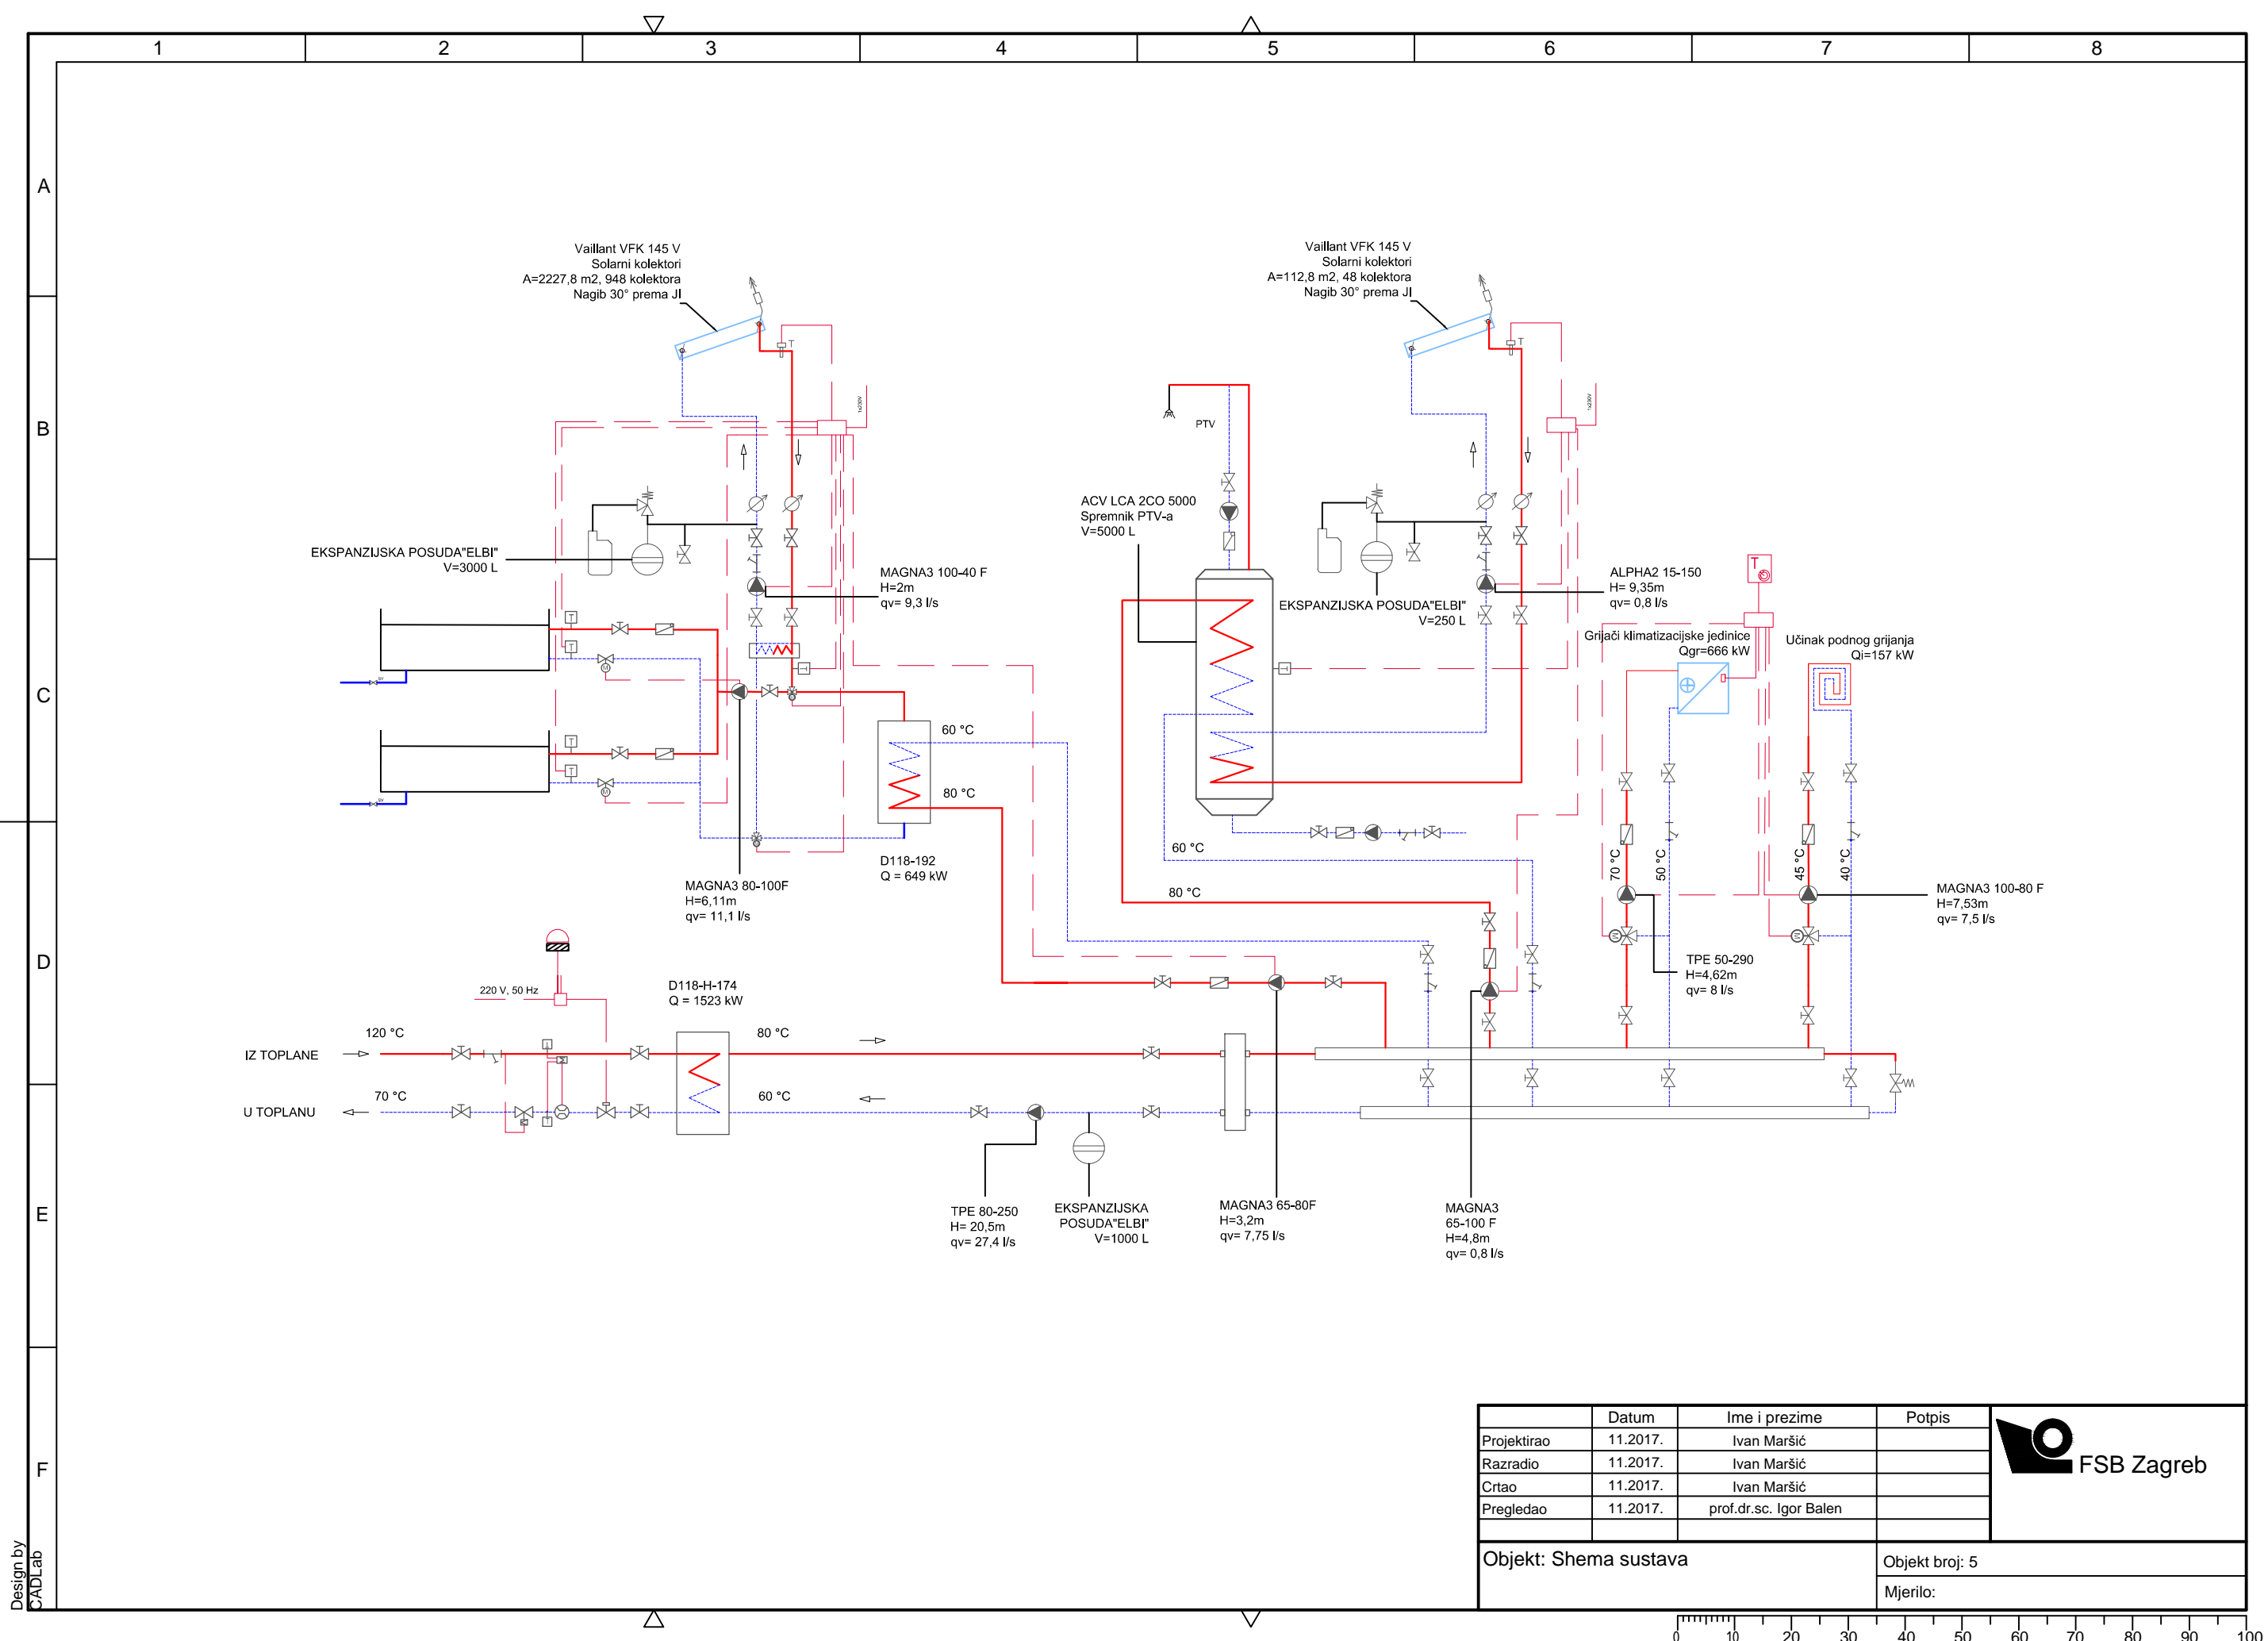 1 2 3 4 5 6 7 8
A
B
C
D
E
F
Vaillant VFK 145 V
Solarni kolektori
A=2227,8 m2, 948 kolektora
Nagib 30° prema JI
Vaillant VFK 145 V
Solarni kolektori
A=112,8 m2, 48 kolektora
Nagib 30° prema JI
T
T
1x230V
1x230V
PTV
ACV LCA 2CO 5000
Spremnik PTV-a
V=5000 L
EKSPANZIJSKA POSUDA"ELBI"
V=3000 L
MAGNA3 100-40 F
H=2m
qv= 9,3 l/s
EKSPANZIJSKA POSUDA"ELBI"
V=250 L
ALPHA2 15-150
H= 9,35m
qv= 0,8 l/s
T
Grijači klimatizacijske jedinice
Qgr=666 kW
Učinak podnog grijanja
Qi=157 kW
T
T
M
T
T
M
60 °C
80 °C
D118-192
Q = 649 kW
MAGNA3 80-100F
H=6,11m
qv= 11,1 l/s
60 °C
80 °C
70 °C
50 °C
45 °C
40 °C
M
M
MAGNA3 100-80 F
H=7,53m
qv= 7,5 l/s
TPE 50-290
H=4,62m
qv= 8 l/s
220 V, 50 Hz
D118-H-174
Q = 1523 kW
IZ TOPLANE
120 °C
80 °C
U TOPLANU
70 °C
60 °C
TPE 80-250
H= 20,5m
qv= 27,4 l/s
EKSPANZIJSKA
POSUDA"ELBI"
V=1000 L
MAGNA3 65-80F
H=3,2m
qv= 7,75 l/s
MAGNA3
65-100 F
H=4,8m
qv= 0,8 l/s
Datum Ime i prezime Potpis
Projektirao 11.2017. Ivan Maršić
Razradio 11.2017. Ivan Maršić
Crtao 11.2017. Ivan Maršić
Pregledao 11.2017. prof.dr.sc. Igor Balen
FSB Zagreb
Objekt: Shema sustava
Objekt broj: 5
Mjerilo:
Design by
CADLab
0 10 20 30 40 50 60 70 80 90 100